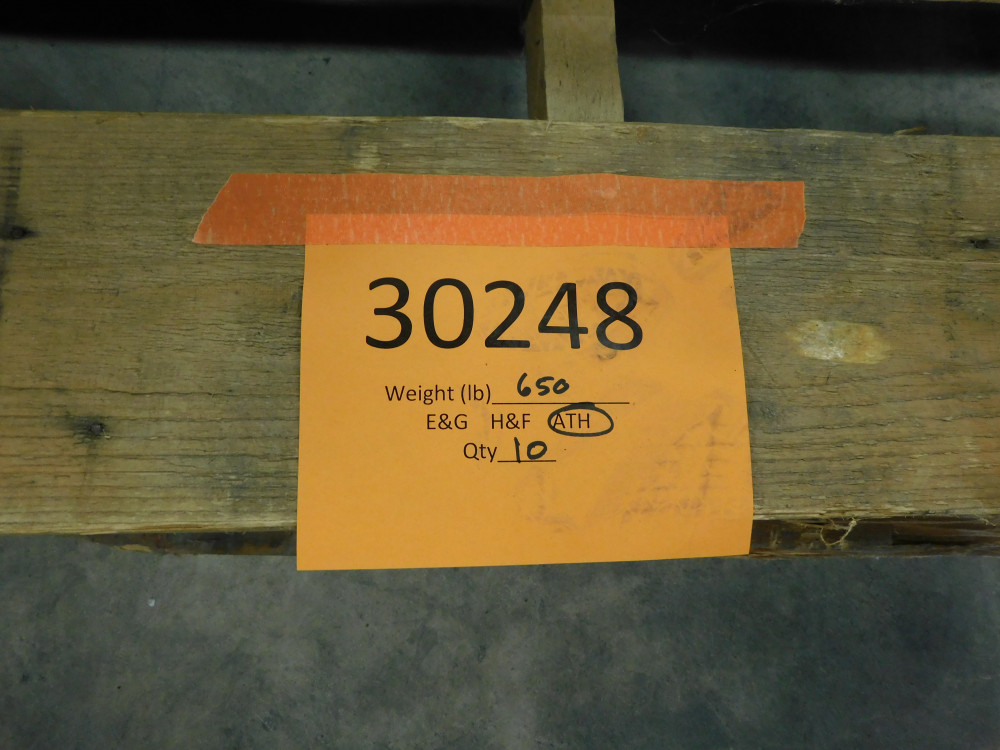 30248
Weight (lb) 650
E&G H&F ATH
Qty 10